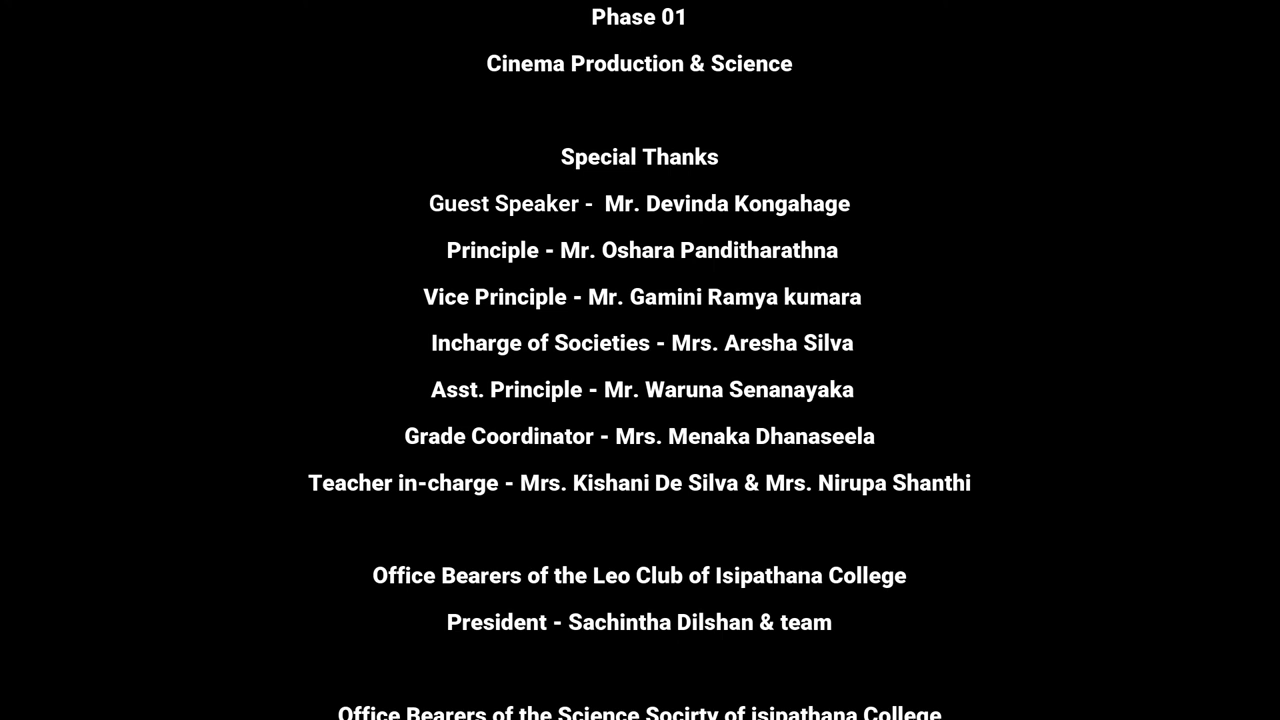 Phase 01
Cinema Production & Science
Special Thanks
Guest Speaker - Mr. Devinda Kongahage
Principle - Mr. Oshara Panditharathna
Vice Principle - Mr. Gamini Ramya kumara
Incharge of Societies - Mrs. Aresha Silva
Asst. Principle - Mr. Waruna Senanayaka
Grade Coordinator - Mrs. Menaka Dhanaseela
Teacher in-charge - Mrs. Kishani De Silva & Mrs. Nirupa Shanthi
Office Bearers of the Leo Club of Isipathana College
President - Sachintha Dilshan & team
Office Bearers of the Science Socirty of isipathana College